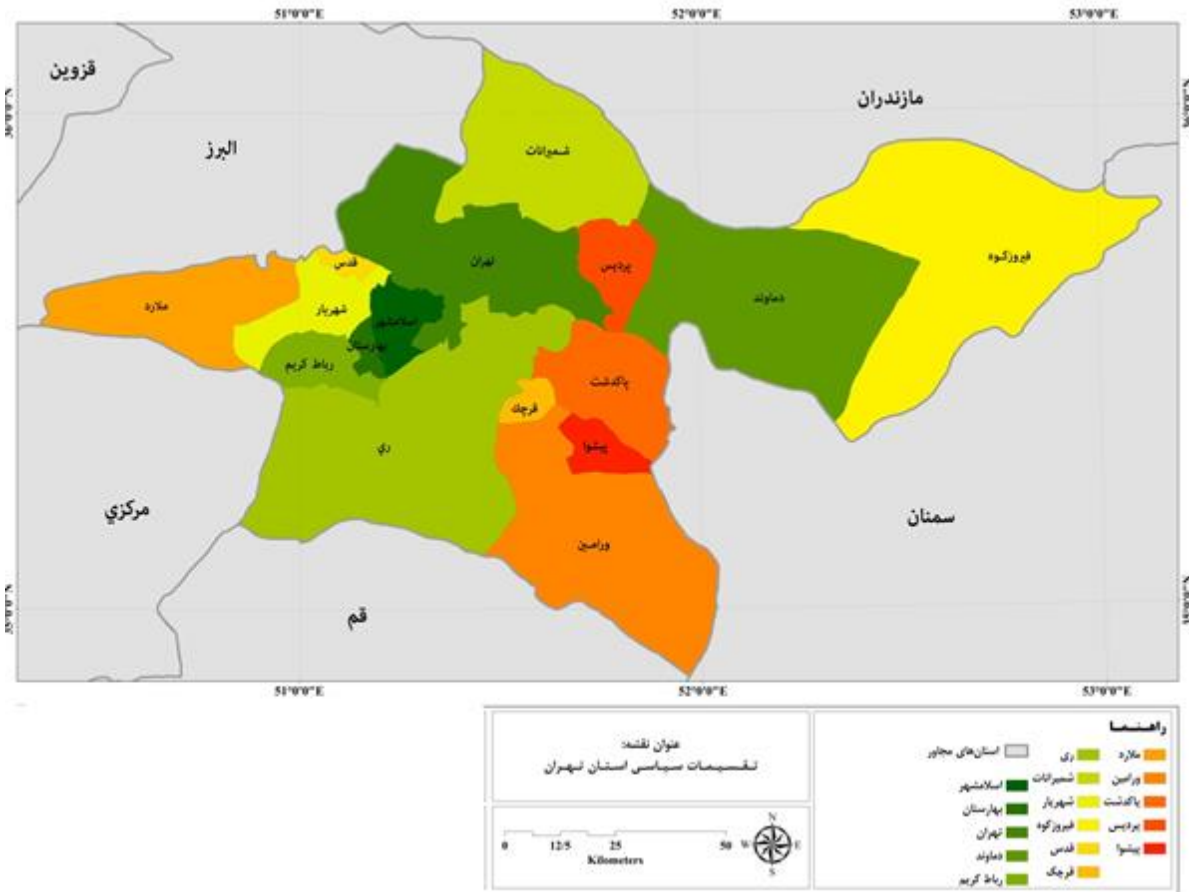 51°0'0"E
52°0'0"E
53°0'0"E
قزوین
مازندران
البرز
شمیرانات
تهران
پردیس
فیروزکوه
دماوند
قدس
ملارد
شهریار
اسلامشهر
بهارستان
رباط کریم
پاکدشت
قرچک
پیشوا
ري
مرکزي
سمنان
ورامین
قم
51°0'0"E
52°0'0"E
53°0'0"E
عنوان نقشه:
تقسیمات سیاسی استان تهران
0 12/5 25 50
Kilometers
N
W E
S
راهنما
ملارد
ورامین
پاکدشت
پردیس
پیشوا
ری
شمیرانات
شهریار
فیروزکوه
قدس
قرچک
استان‌های مجاور
اسلامشهر
بهارستان
تهران
دماوند
رباط کریم